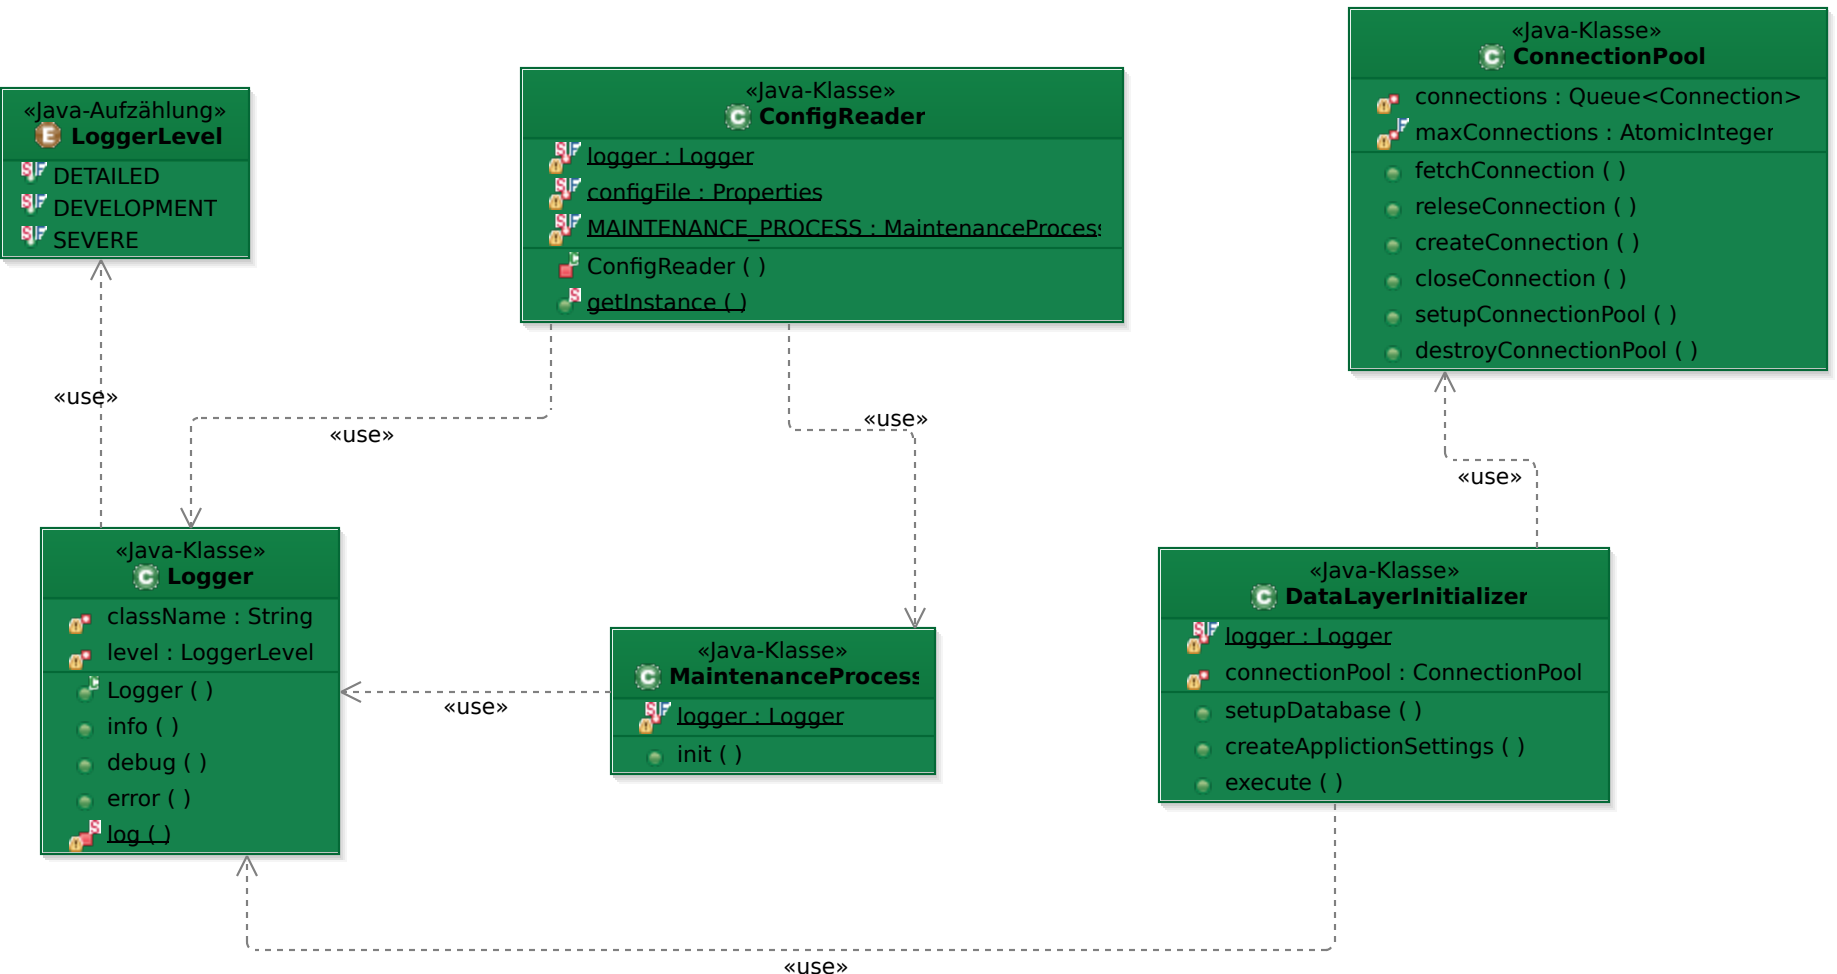 «Java-Aufzählung»
LoggerLevel
DETAILED
DEVELOPMENT
SEVERE
«Java-Klasse»
ConfigReader
logger : Logger
configFile : Properties
MAINTENANCE_PROCESS : MaintenanceProcess
ConfigReader ( )
getInstance ( )
«Java-Klasse»
ConnectionPool
connections : Queue<Connection>
maxConnections : AtomicInteger
fetchConnection ( )
releseConnection ( )
createConnection ( )
closeConnection ( )
setupConnectionPool ( )
destroyConnectionPool ( )
«use»
«use»
«use»
«use»
«Java-Klasse»
Logger
className : String
level : LoggerLevel
Logger ( )
info ( )
debug ( )
error ( )
log ( )
«use»
«Java-Klasse»
MaintenanceProcess
logger : Logger
init ( )
«Java-Klasse»
DataLayerInitializer
logger : Logger
connectionPool : ConnectionPool
setupDatabase ( )
createApplictionSettings ( )
execute ( )
«use»